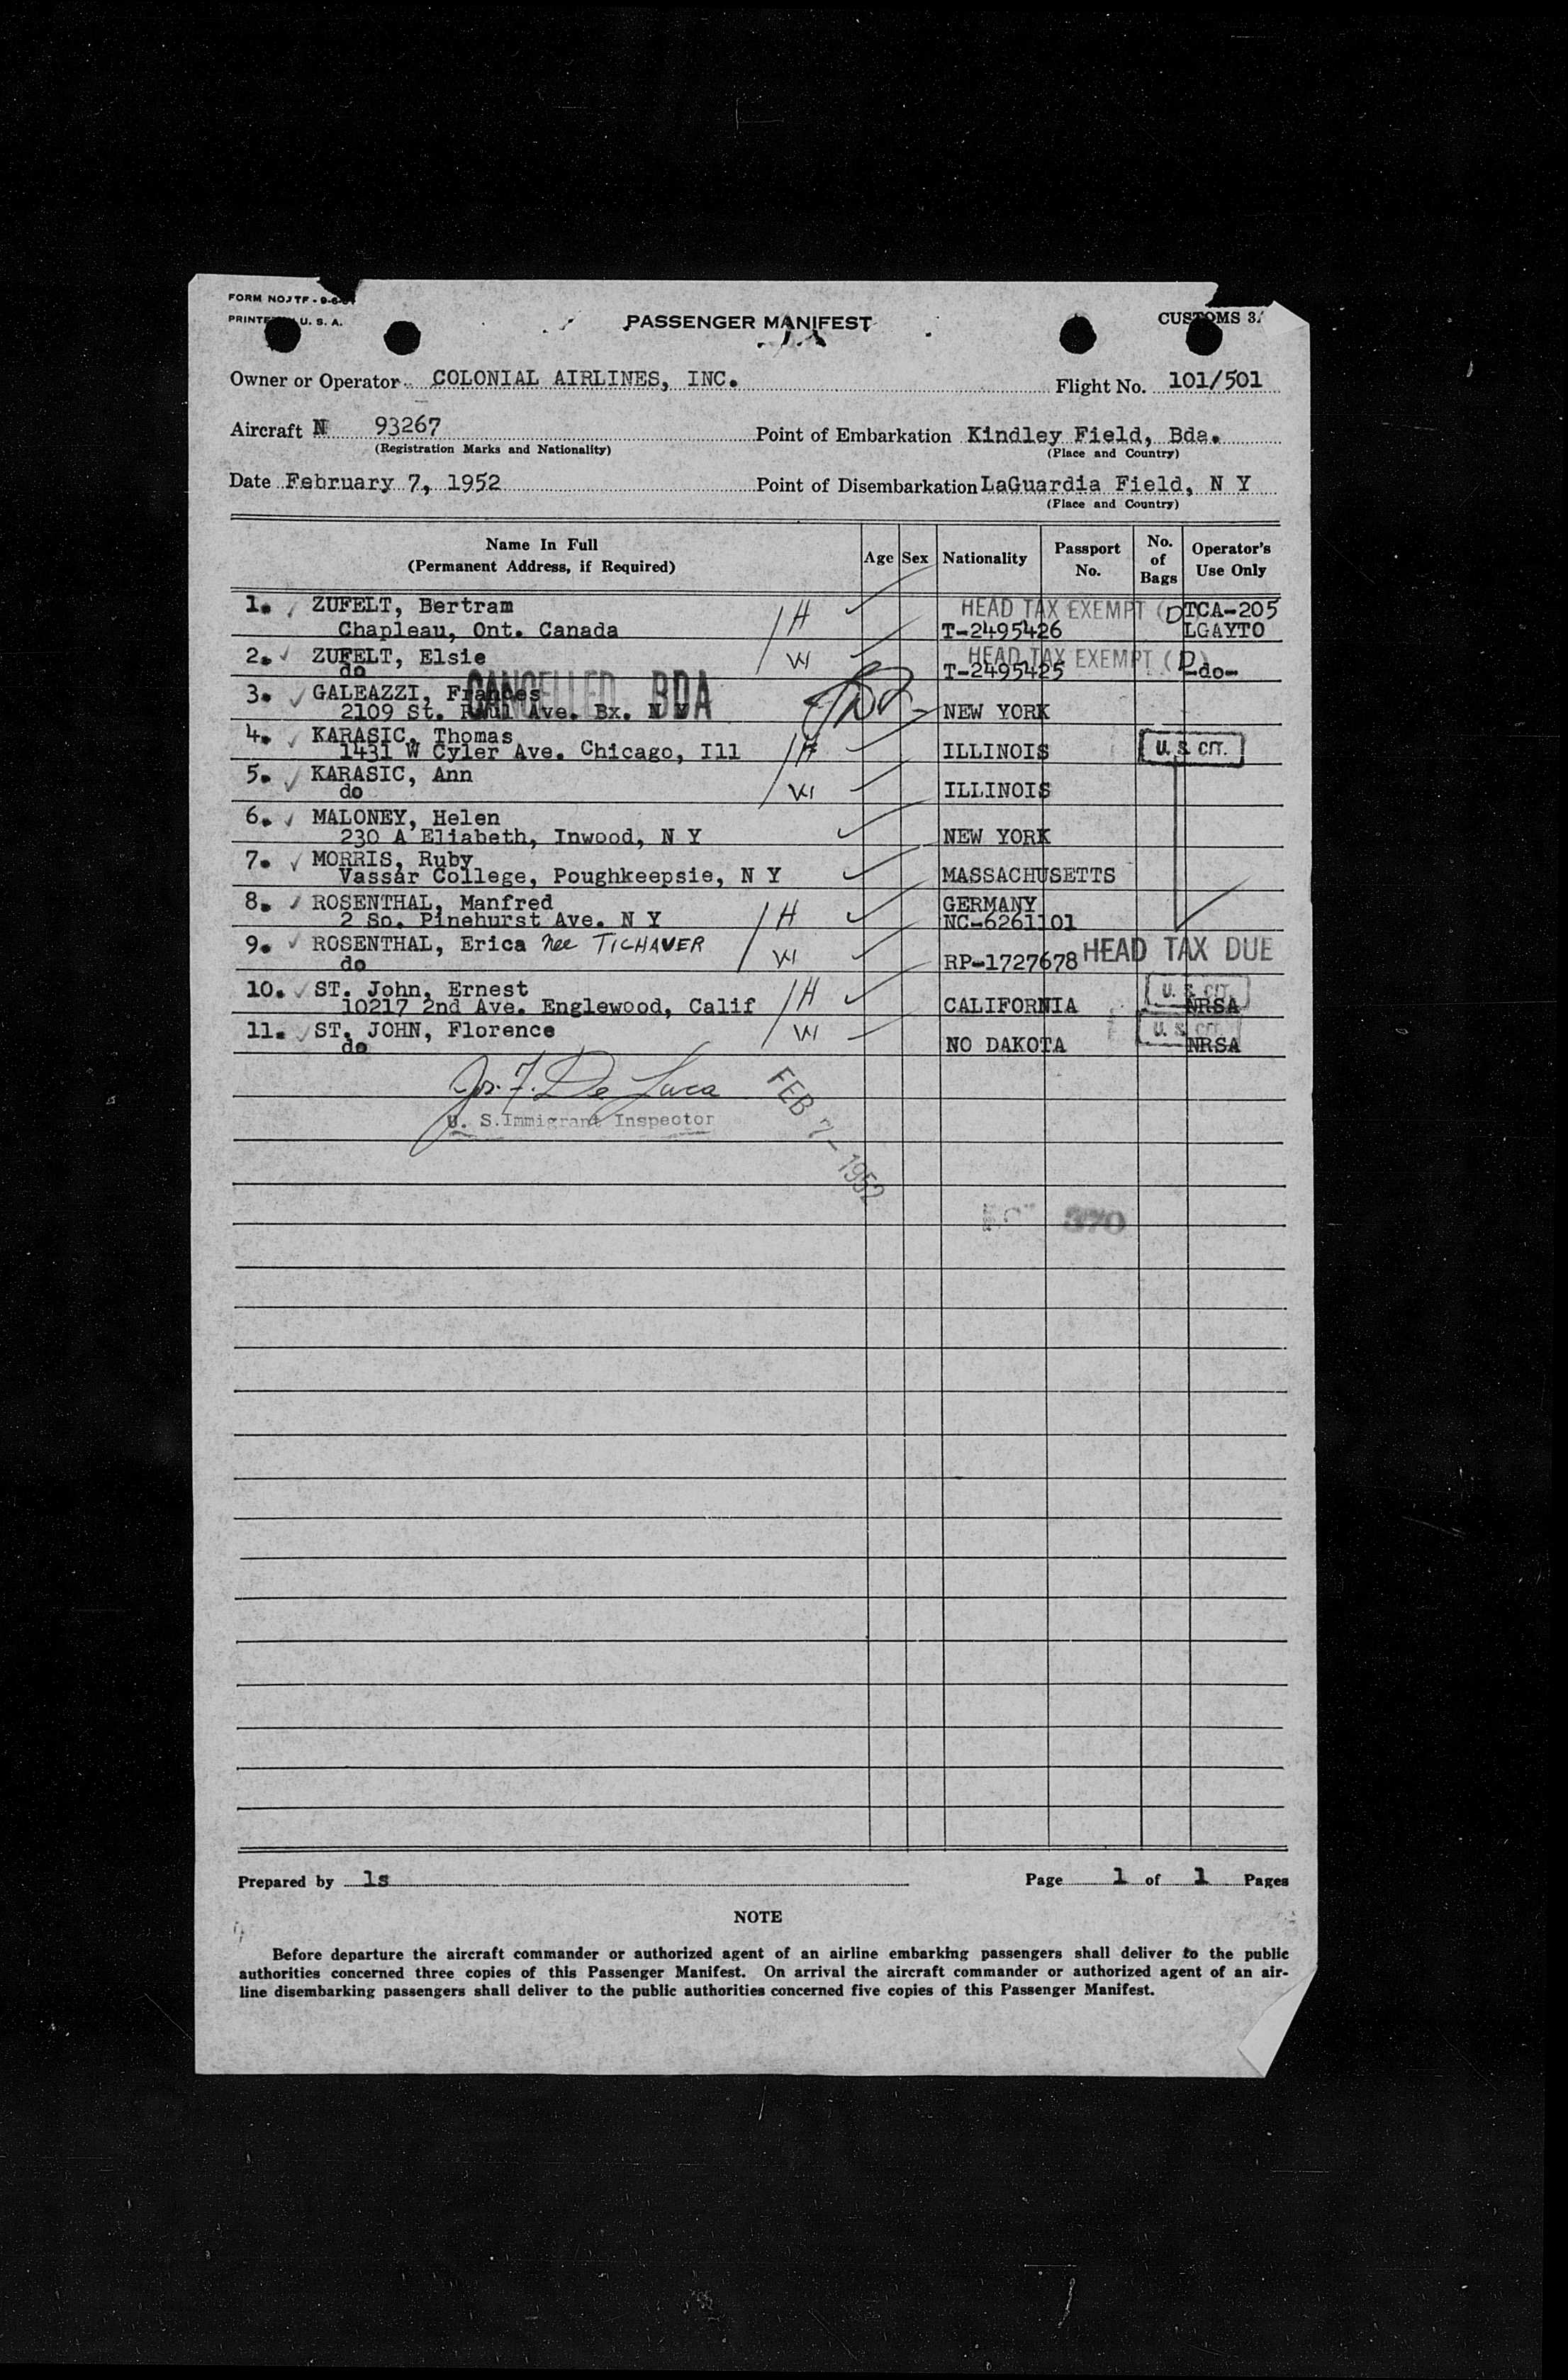 PASSENGER MANIFEST
Owner or Operator COLONIAL AIRLINES, INC. Flight No. 101/501
Aircraft N 93267 Point of Embarkation Kindley Field, Bda.
(Registration Marks and Nationality) (Place and Country)
Date February 7, 1952 Point of Disembarkation LaGuardia Field, N Y
(Place and Country)
Name In Full (Permanent Address, if Required) Age Sex Nationality Passport No. No. of Bags Operator's Use Only
1. ZUFELT, Bertram H HEAD TAX EXEMPT (D TCA-205
Chapleau, Ont. Canada T-2495426 LGAYTO
2. ZUFELT, Elsie W HEAD TAX EXEMPT (D)
do T-2495425 -do-
CANCELLED BDA
3. GALEAZZI, Frances
2109 St. Paul Ave. Bx. N Y NEW YORK
4. KARASIC, Thomas H
1431 W Cyler Ave. Chicago, Ill ILLINOIS U. S. CIT.
5. KARASIC, Ann W
do ILLINOIS
6. MALONEY, Helen
230 A Eliabeth, Inwood, N Y NEW YORK
7. MORRIS, Ruby
Vassar College, Poughkeepsie, N Y MASSACHUSETTS
8. ROSENTHAL, Manfred H GERMANY
2 So. Pinehurst Ave. N Y NC-6261101
9. ROSENTHAL, Erica nee TICHAUER W HEAD TAX DUE
do RP-1727678
10. ST. John, Ernest H U. S. CIT.
10217 2nd Ave. Englewood, Calif CALIFORNIA NRSA
11. ST. JOHN, Florence W U. S. CIT.
do NO DAKOTA NRSA
Jos. F. De Luca
FEB 7- 1952
U. S. Immigrant Inspector
370
Prepared by ls Page 1 of 1 Pages
NOTE
Before departure the aircraft commander or authorized agent of an airline embarking passengers shall deliver to the public
authorities concerned three copies of this Passenger Manifest. On arrival the aircraft commander or authorized agent of an air-
line disembarking passengers shall deliver to the public authorities concerned five copies of this Passenger Manifest.